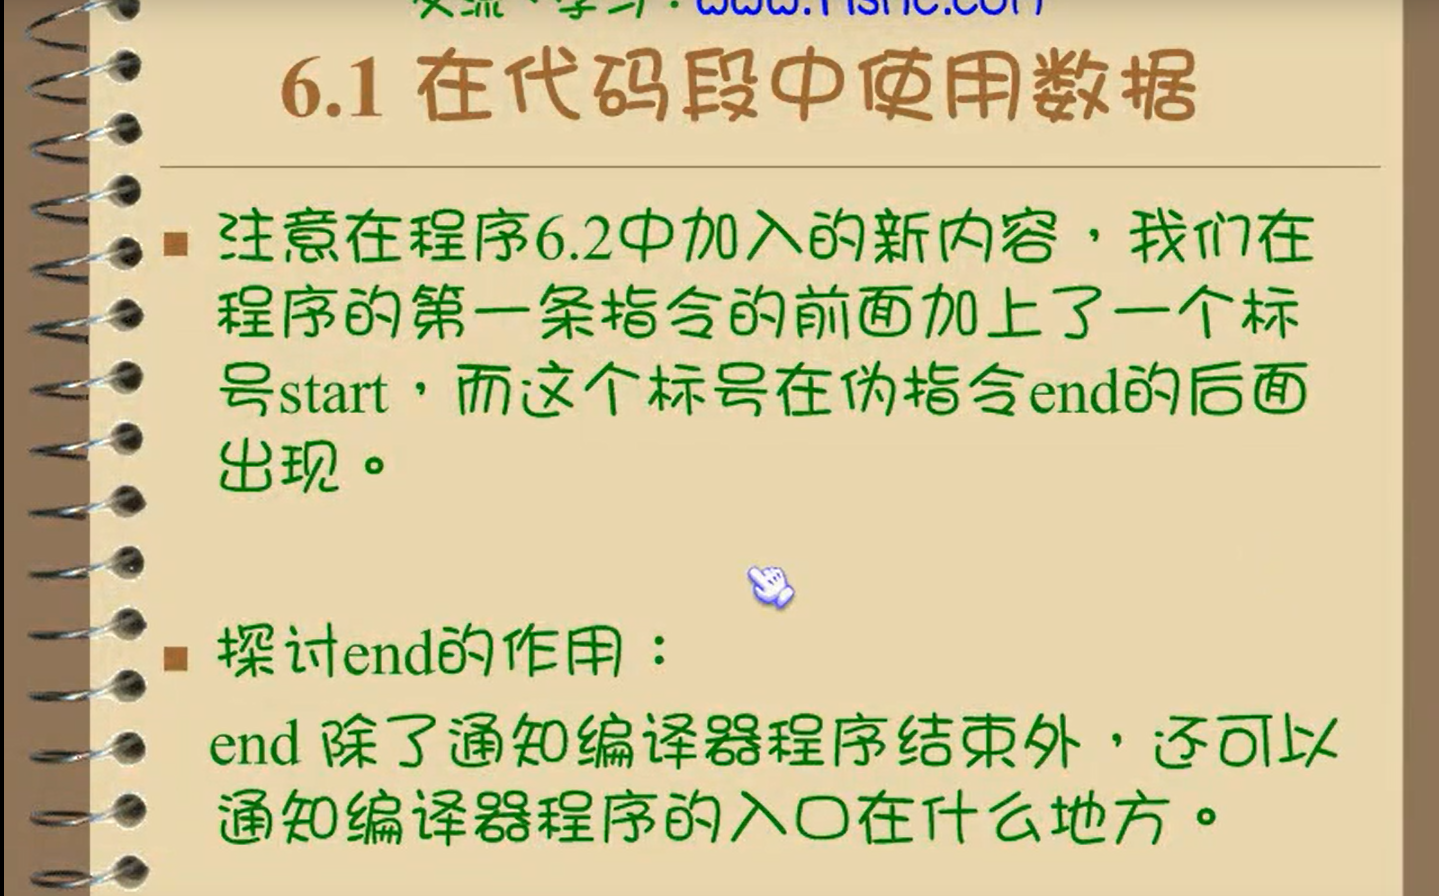 交流、学习：www.fishc.com
6.1 在代码段中使用数据
注意在程序6.2中加入的新内容，我们在
程序的第一条指令的前面加上了一个标
号start，而这个标号在伪指令end的后面
出现。
探讨end的作用：
end 除了通知编译器程序结束外，还可以
通知编译器程序的入口在什么地方。